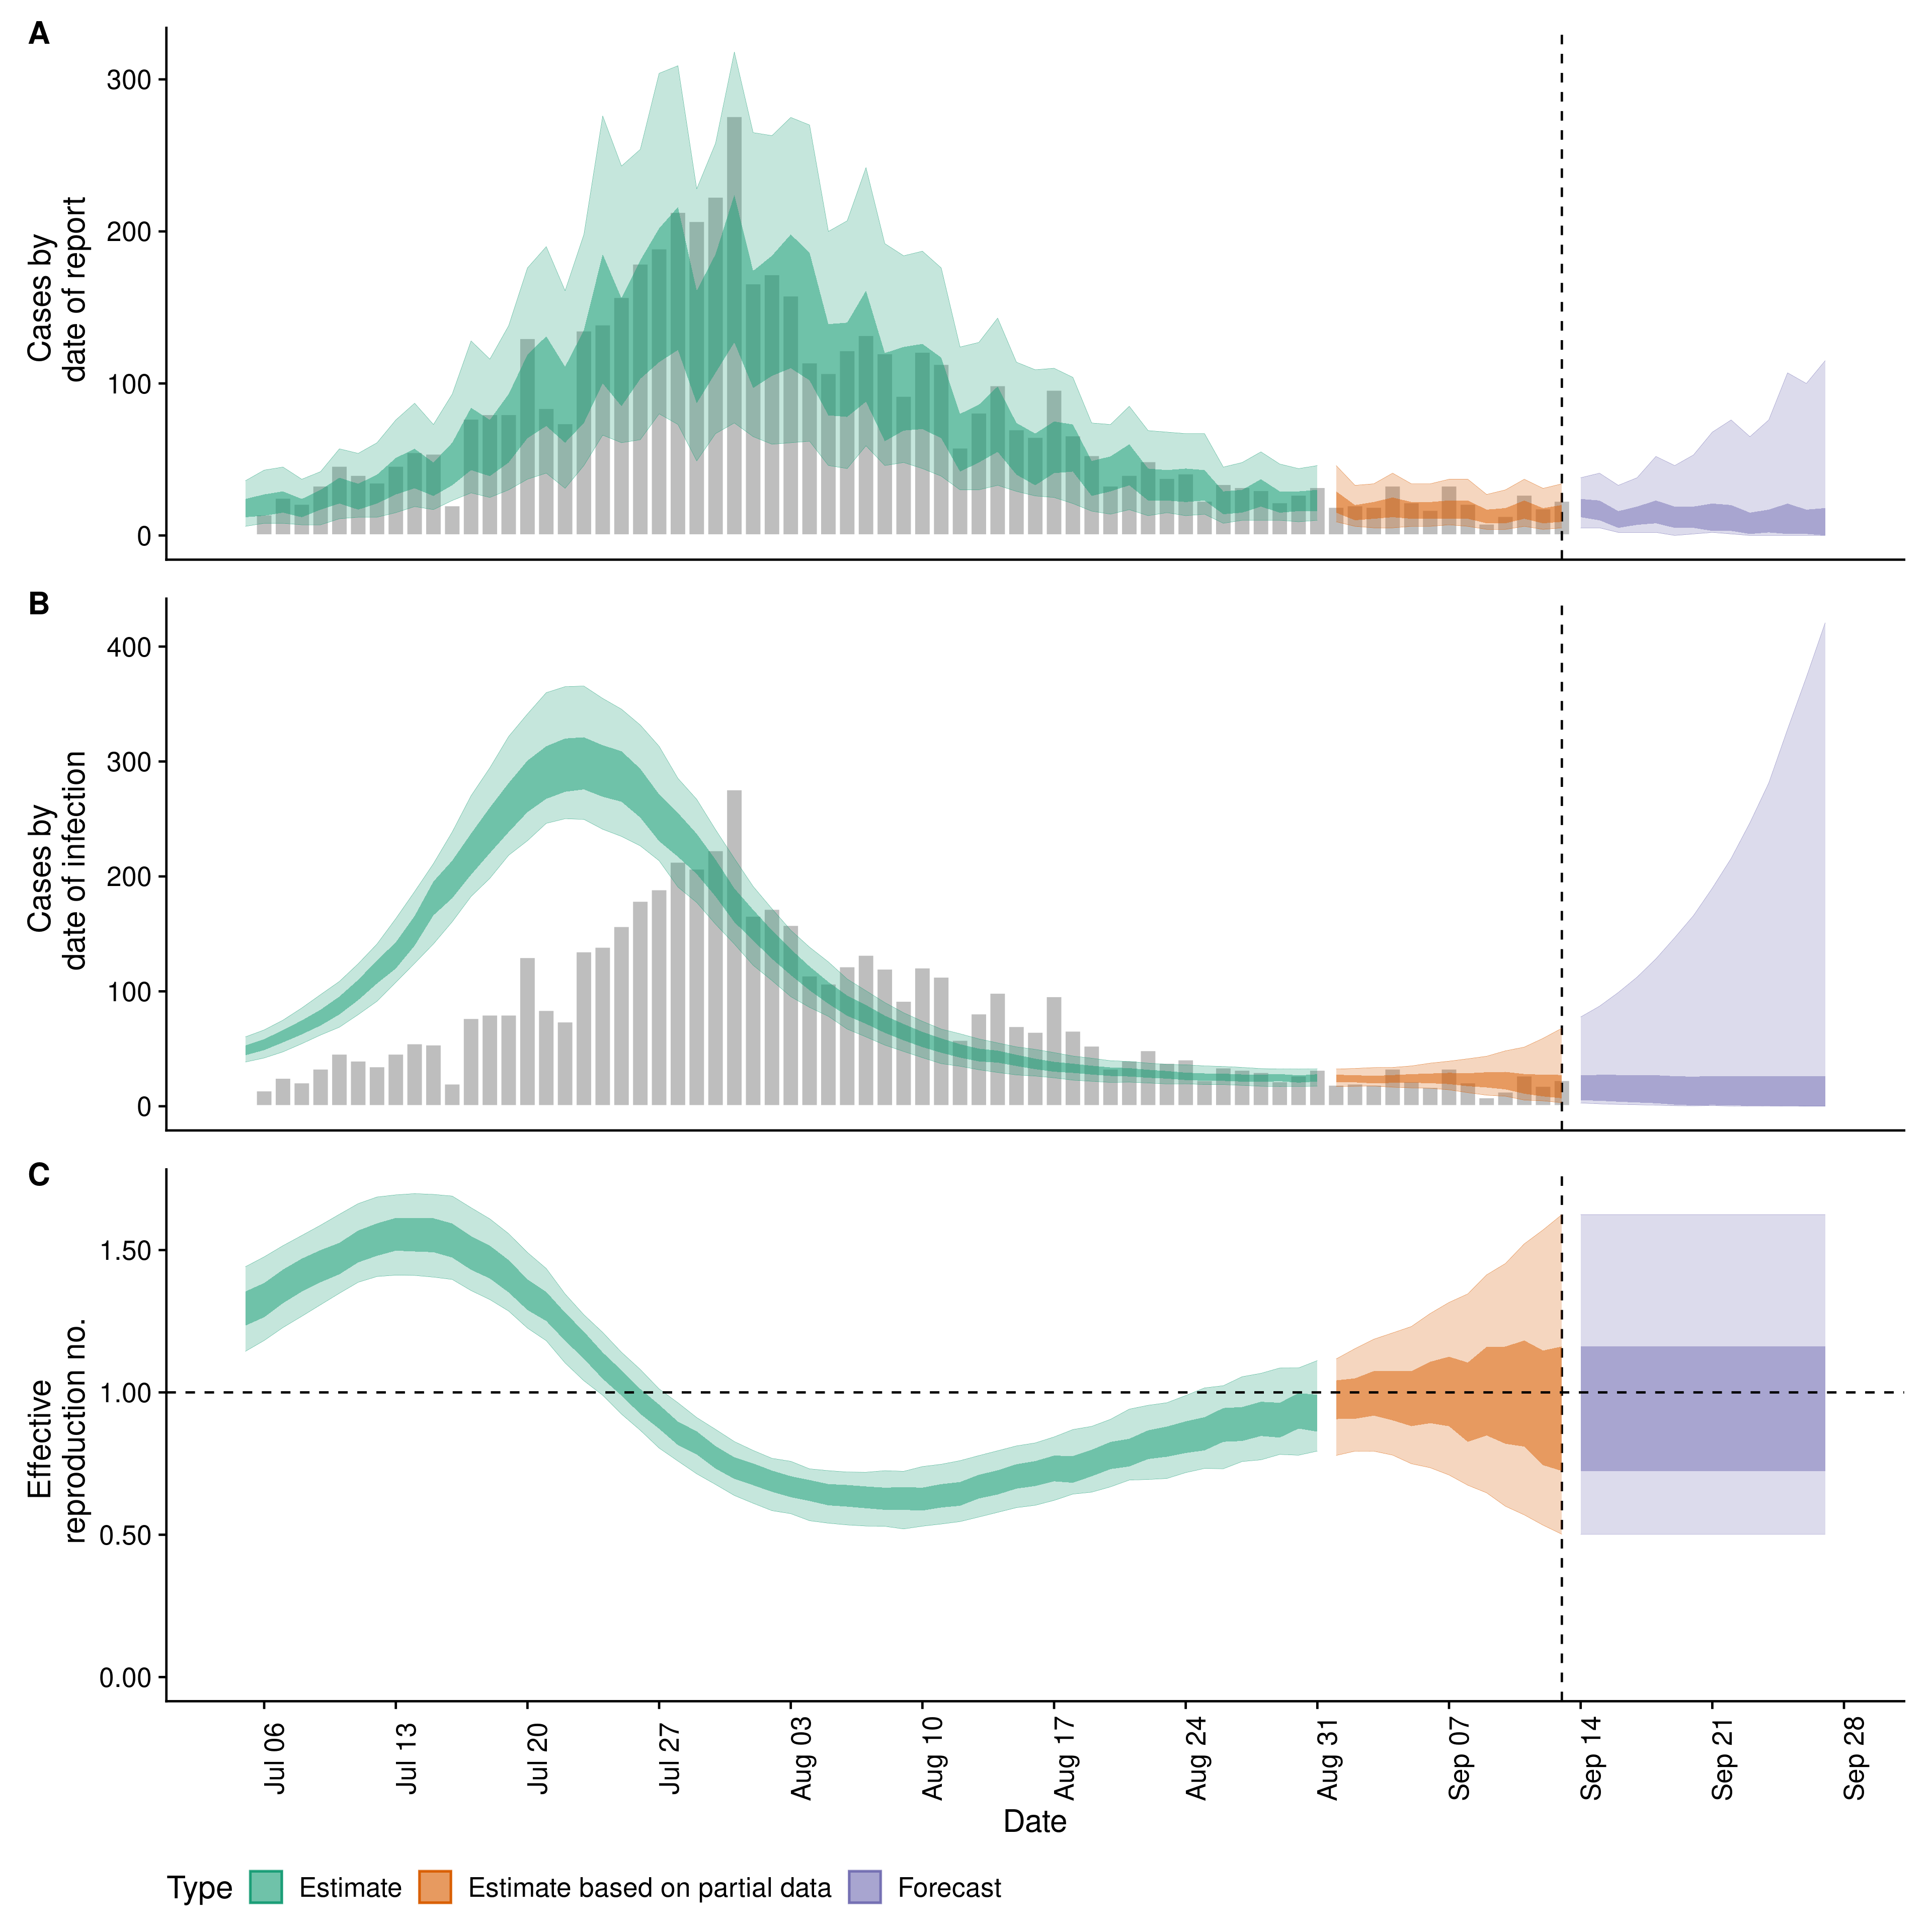 A
300
200
100
0
Cases by
date of report
B
400
300
200
100
0
Cases by
date of infection
C
1.50
1.00
0.50
0.00
Effective
reproduction no.
Jul 06
Jul 13
Jul 20
Jul 27
Aug 03
Aug 10
Aug 17
Aug 24
Aug 31
Sep 07
Sep 14
Sep 21
Sep 28
Date
Type Estimate Estimate based on partial data Forecast